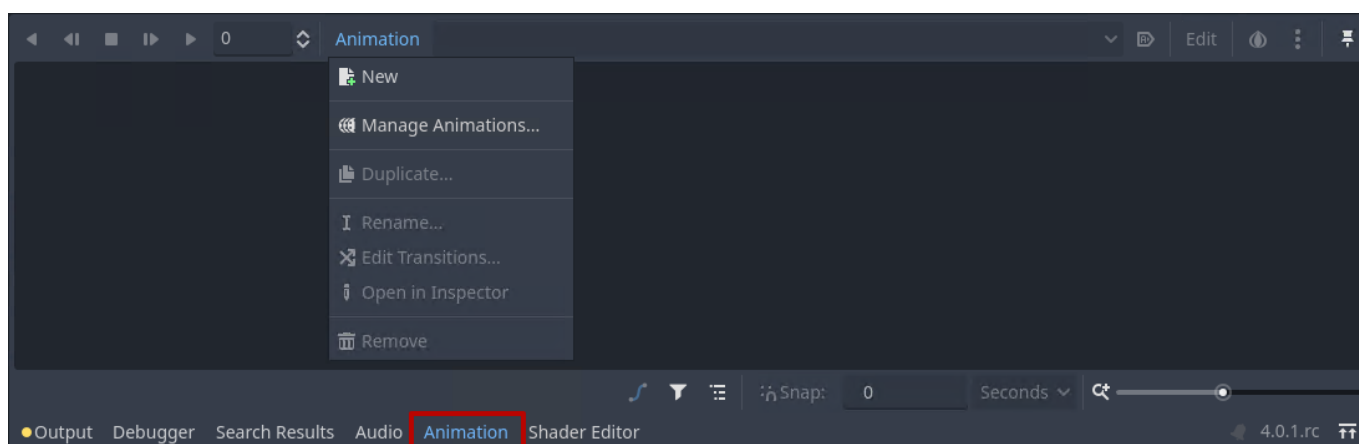 0 Animation Edit
New
Manage Animations...
Duplicate...
Rename...
Edit Transitions...
Open in Inspector
Remove
Snap: 0 Seconds
Output Debugger Search Results Audio Animation Shader Editor 4.0.1.rc